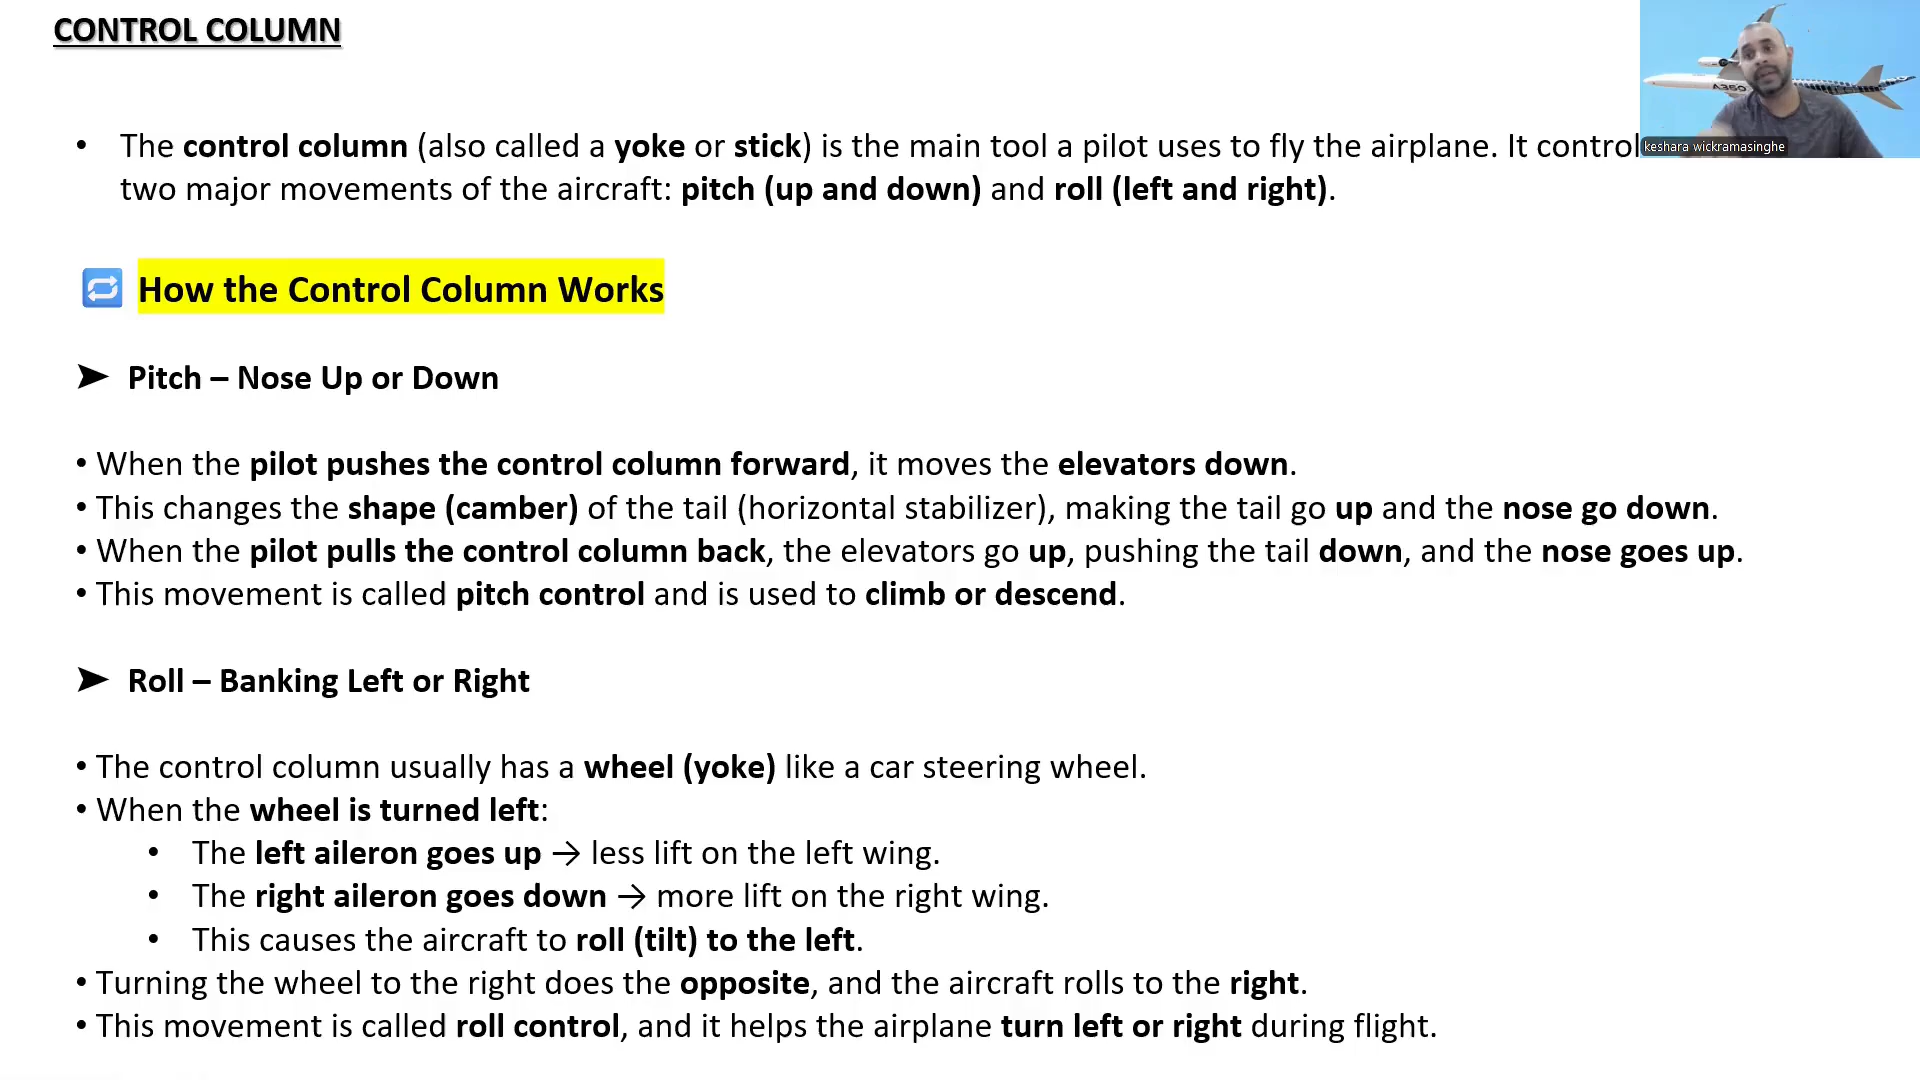 CONTROL COLUMN
A350
keshara wickramasinghe
• The control column (also called a yoke or stick) is the main tool a pilot uses to fly the airplane. It control
two major movements of the aircraft: pitch (up and down) and roll (left and right).
🔁 How the Control Column Works
➤ Pitch – Nose Up or Down
• When the pilot pushes the control column forward, it moves the elevators down.
• This changes the shape (camber) of the tail (horizontal stabilizer), making the tail go up and the nose go down.
• When the pilot pulls the control column back, the elevators go up, pushing the tail down, and the nose goes up.
• This movement is called pitch control and is used to climb or descend.
➤ Roll – Banking Left or Right
• The control column usually has a wheel (yoke) like a car steering wheel.
• When the wheel is turned left:
• The left aileron goes up → less lift on the left wing.
• The right aileron goes down → more lift on the right wing.
• This causes the aircraft to roll (tilt) to the left.
• Turning the wheel to the right does the opposite, and the aircraft rolls to the right.
• This movement is called roll control, and it helps the airplane turn left or right during flight.